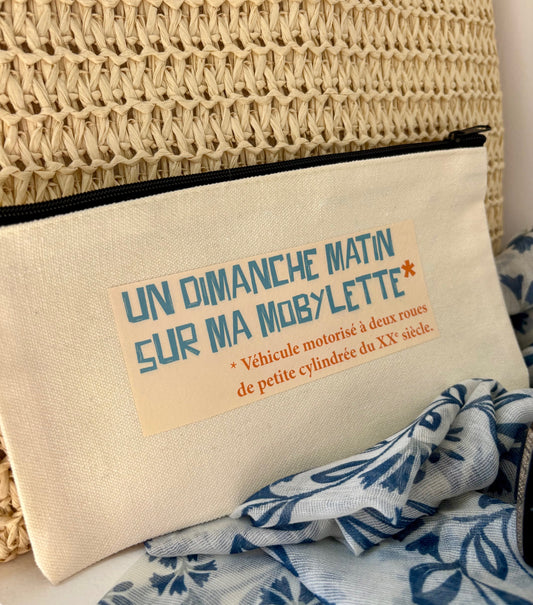 UN DIMANCHE MATIN
SUR MA MOBYLETTE*
* Véhicule motorisé à deux roues
de petite cylindrée du XXᵉ siècle.